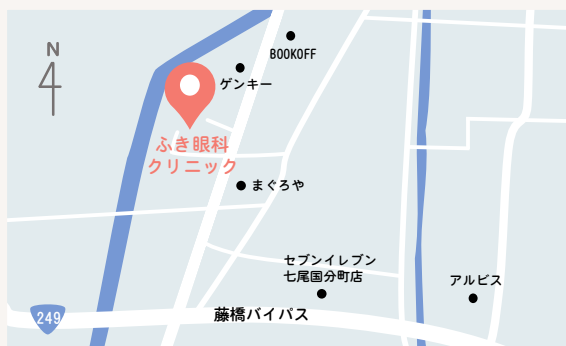 N
BOOKOFF
ゲンキー
ふき眼科
クリニック
まぐろや
セブンイレブン
七尾国分町店
アルビス
249
藤橋バイパス